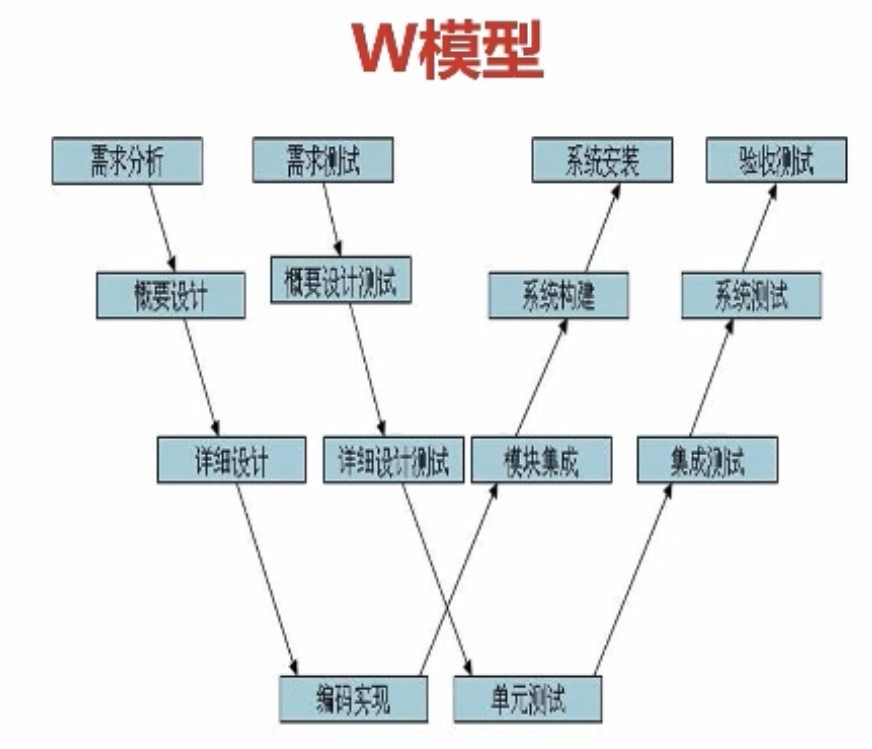 W模型
需求分析
需求测试
系统安装
验收测试
概要设计
概要设计测试
系统构建
系统测试
详细设计
详细设计测试
模块集成
集成测试
编码实现
单元测试